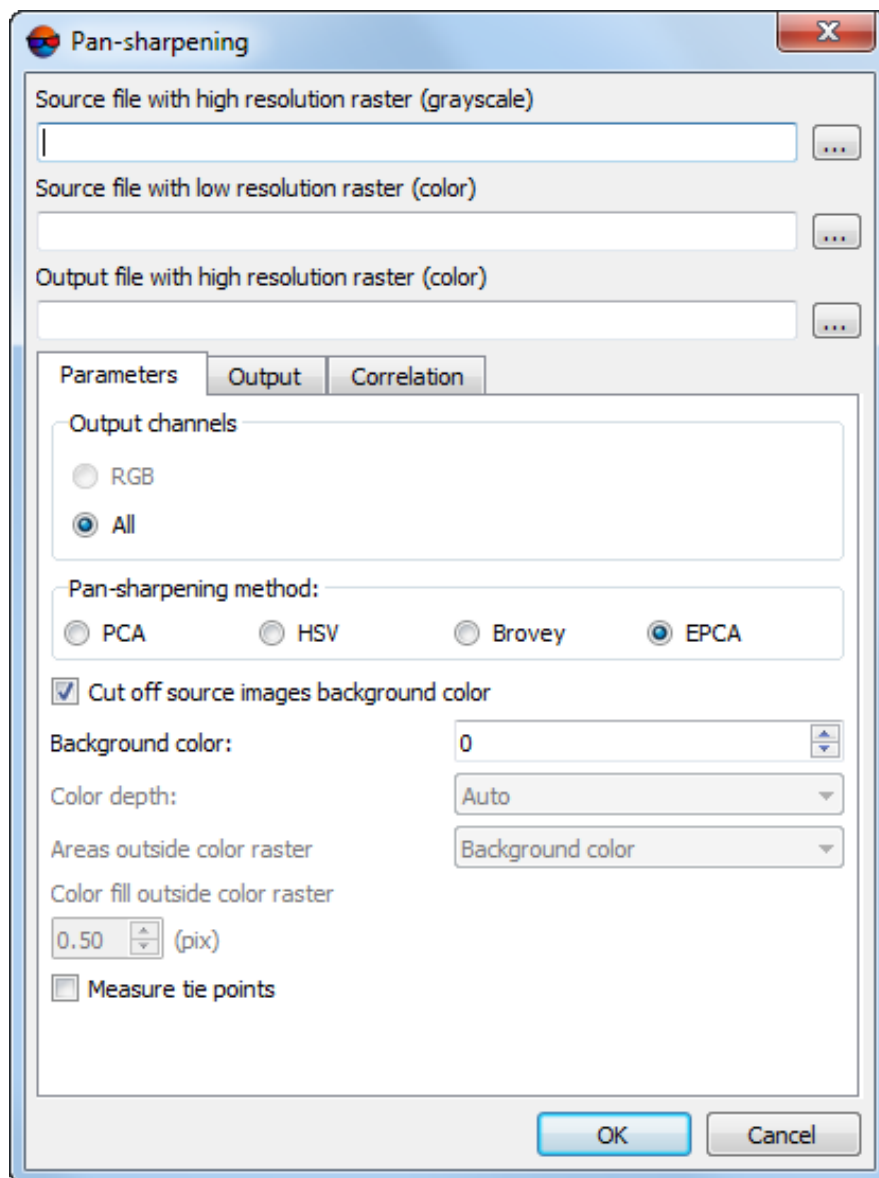 Pan-sharpening
Source file with high resolution raster (grayscale)
...
Source file with low resolution raster (color)
...
Output file with high resolution raster (color)
...
Parameters Output Correlation
Output channels
RGB
All
Pan-sharpening method:
PCA HSV Brovey EPCA
Cut off source images background color
Background color: 0
Color depth: Auto
Areas outside color raster Background color
Color fill outside color raster
0.50 (pix)
Measure tie points
OK Cancel